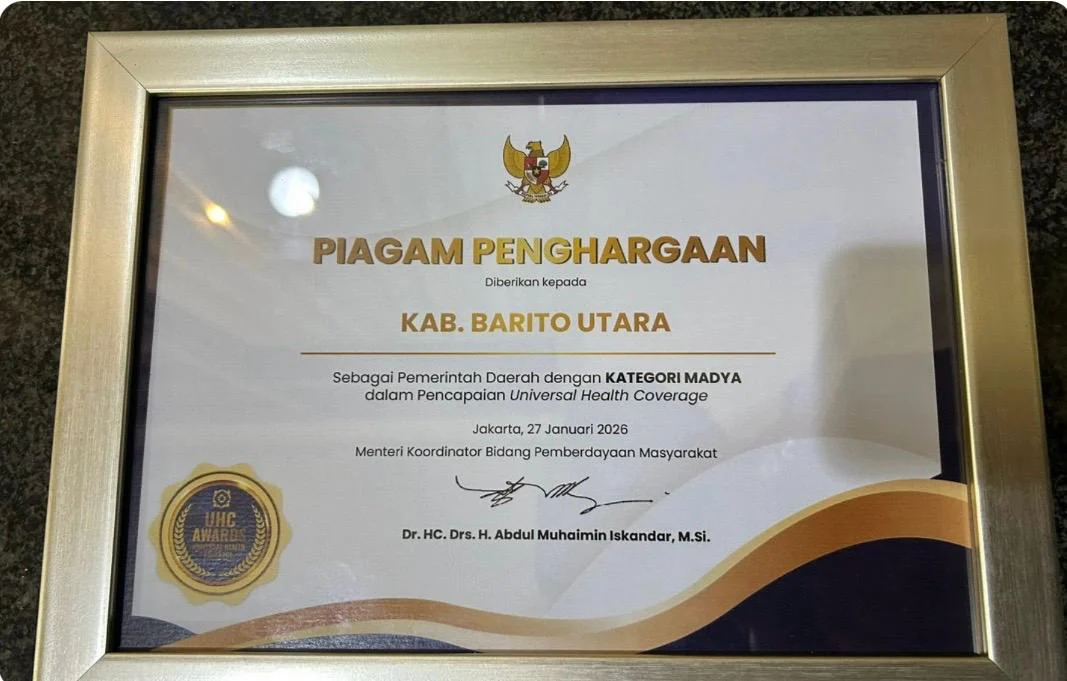 PIAGAM PENGHARGAAN
Diberikan kepada
KAB. BARITO UTARA
Sebagai Pemerintah Daerah dengan KATEGORI MADYA
dalam Pencapaian Universal Health Coverage
Jakarta, 27 Januari 2026
Menteri Koordinator Bidang Pemberdayaan Masyarakat
Dr. HC. Drs. H. Abdul Muhaimin Iskandar, M.Si.
UHC
AWARDS